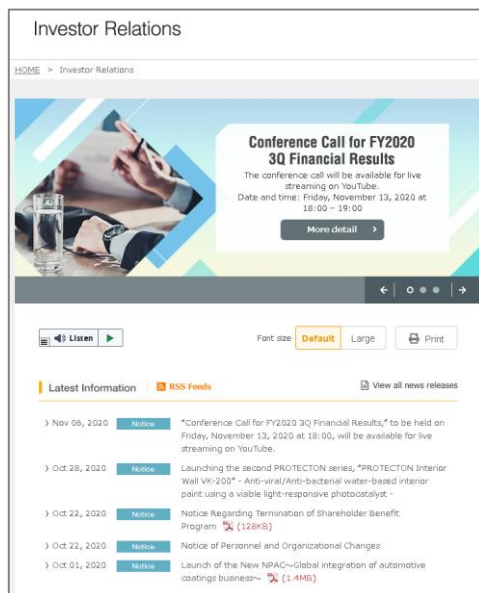 Investor Relations
HOME > Investor Relations
Conference Call for FY2020
3Q Financial Results
The conference call will be available for live
streaming on YouTube.
Date and time: Friday, November 13, 2020 at
18:00 – 19:00
More detail
Listen
Font size Default Large Print
Latest Information RSS Feeds View all news releases
Nov 06, 2020 Notice "Conference Call for FY2020 3Q Financial Results," to be held on
Friday, November 13, 2020 at 18:00, will be available for live
streaming on YouTube.
Oct 28, 2020 Notice Launching the second PROTECTON series, "PROTECTON Interior
Wall VK-200" - Anti-viral/Anti-bacterial water-based interior
paint using a visible light-responsive photocatalyst -
Oct 22, 2020 Notice Notice Regarding Termination of Shareholder Benefit
Program (128KB)
Oct 22, 2020 Notice Notice of Personnel and Organizational Changes
Oct 01, 2020 Notice Launch of the New NPAC～Global integration of automotive
coatings business～ (1.4MB)